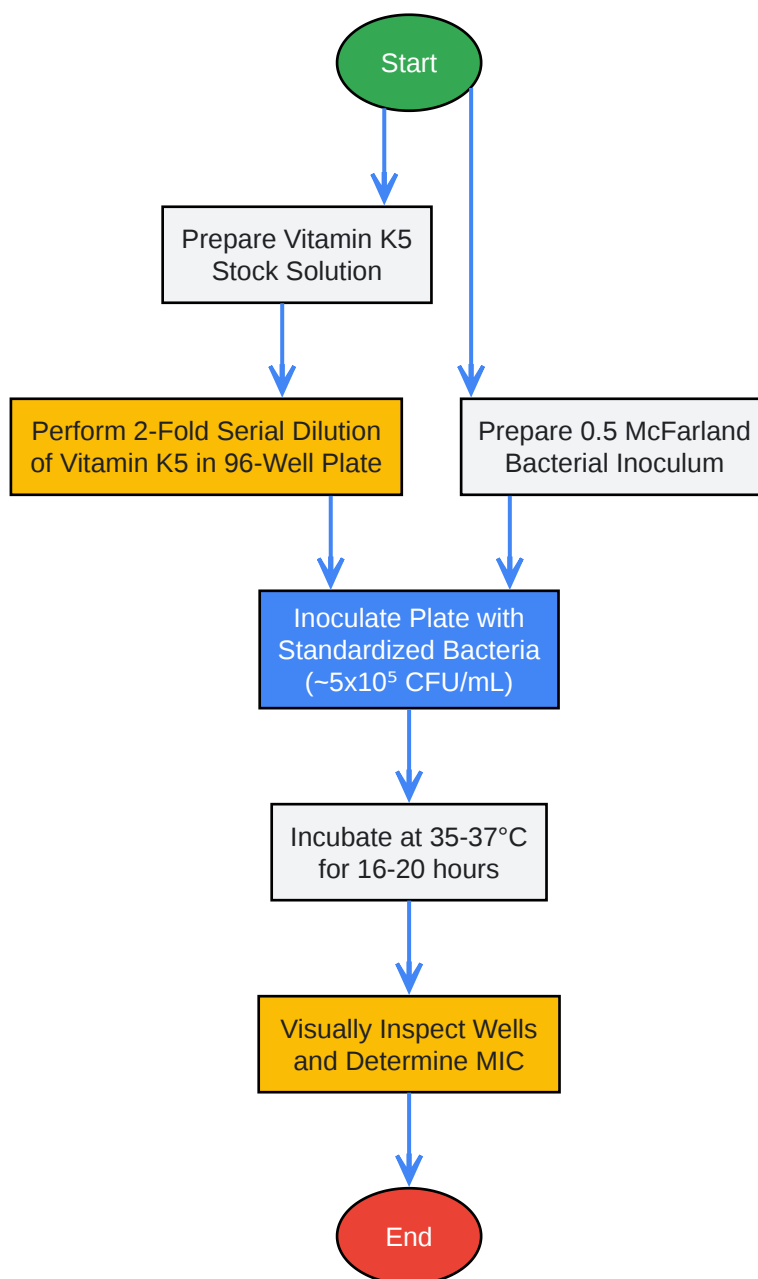 Start
Prepare Vitamin K5
Stock Solution
Perform 2-Fold Serial Dilution
of Vitamin K5 in 96-Well Plate
Prepare 0.5 McFarland
Bacterial Inoculum
Inoculate Plate with
Standardized Bacteria
(~5x10⁵ CFU/mL)
Incubate at 35-37°C
for 16-20 hours
Visually Inspect Wells
and Determine MIC
End